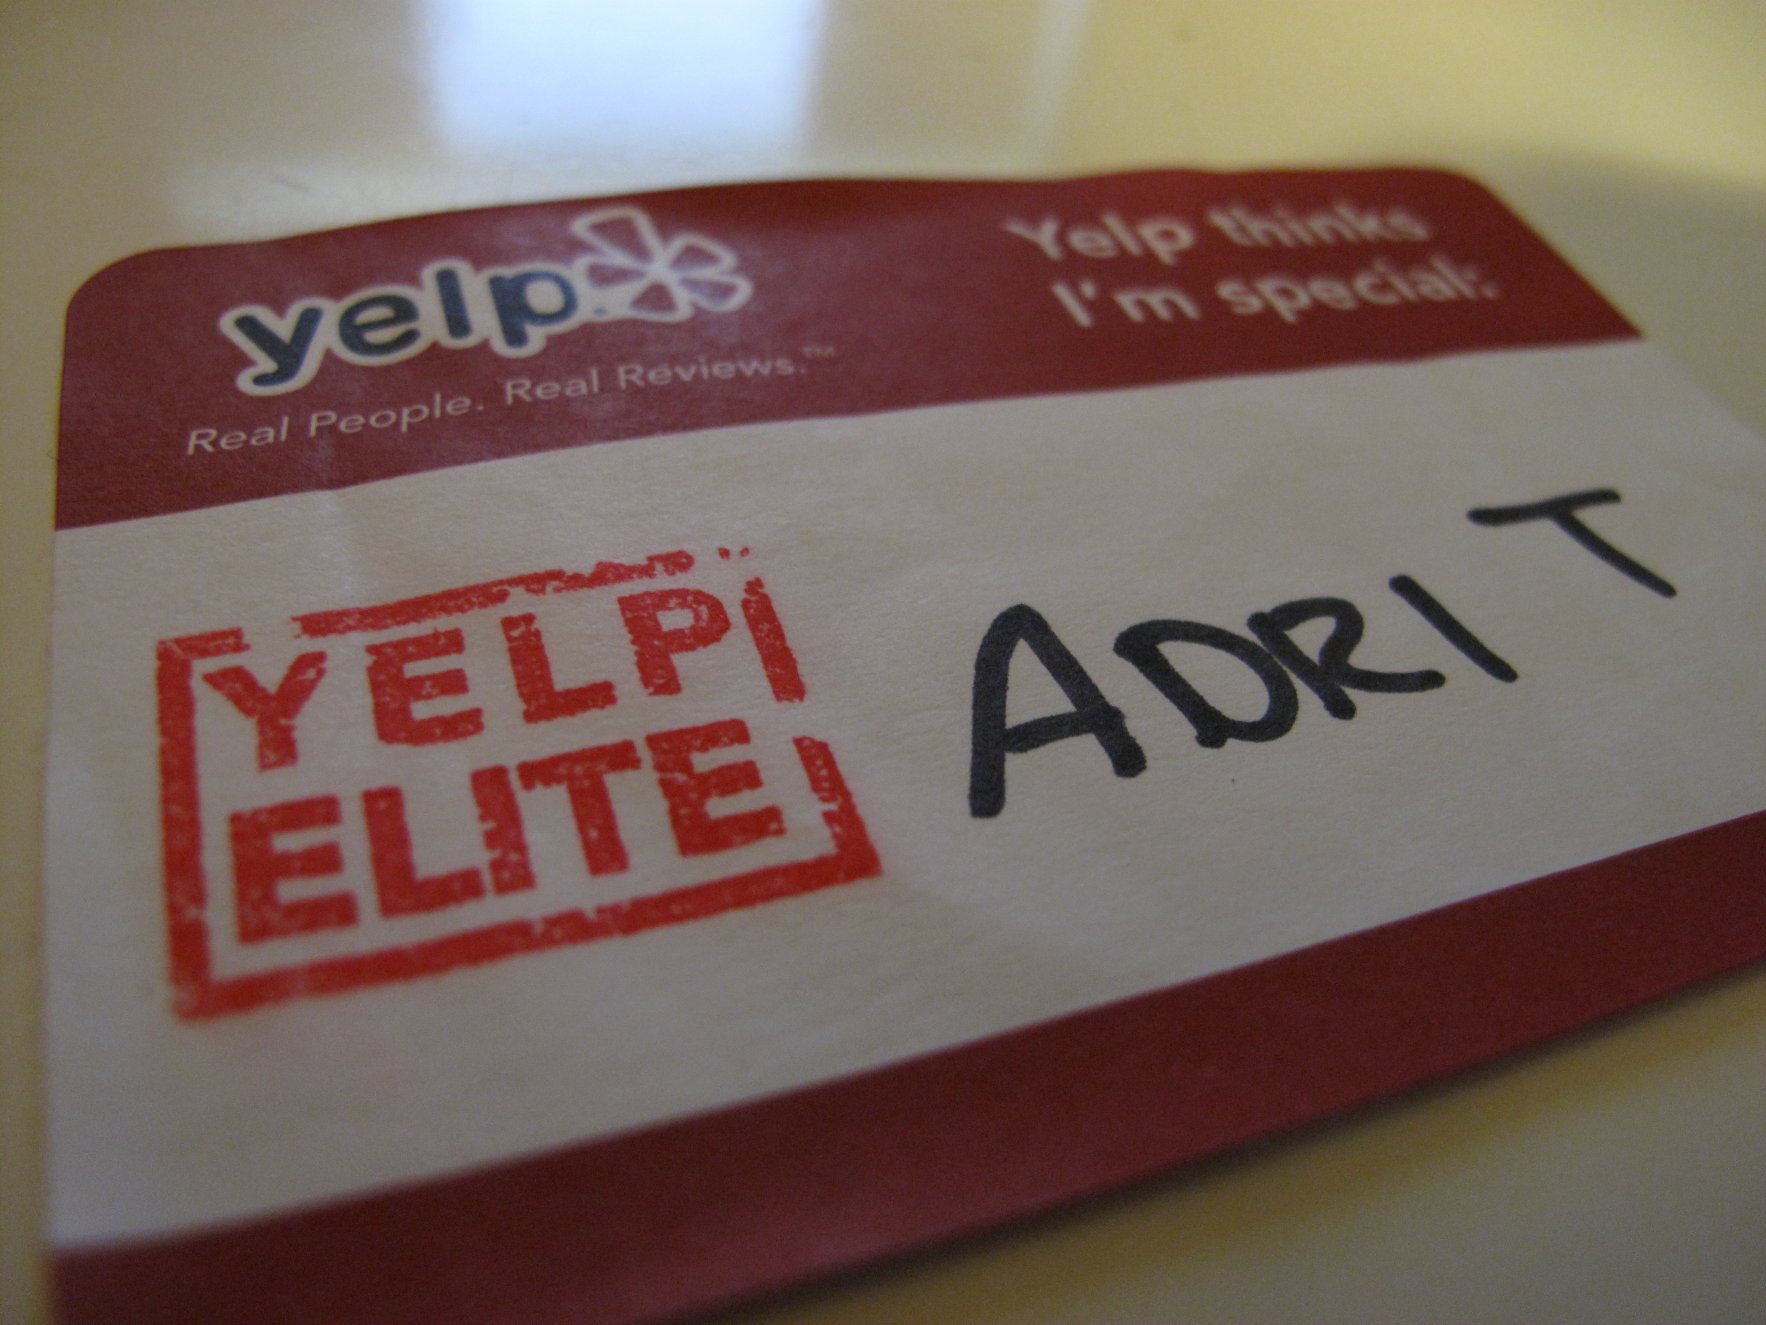 yelp
Real People. Real Reviews.™
Yelp thinks
I'm special:
YELP
ELITE
ADRI T